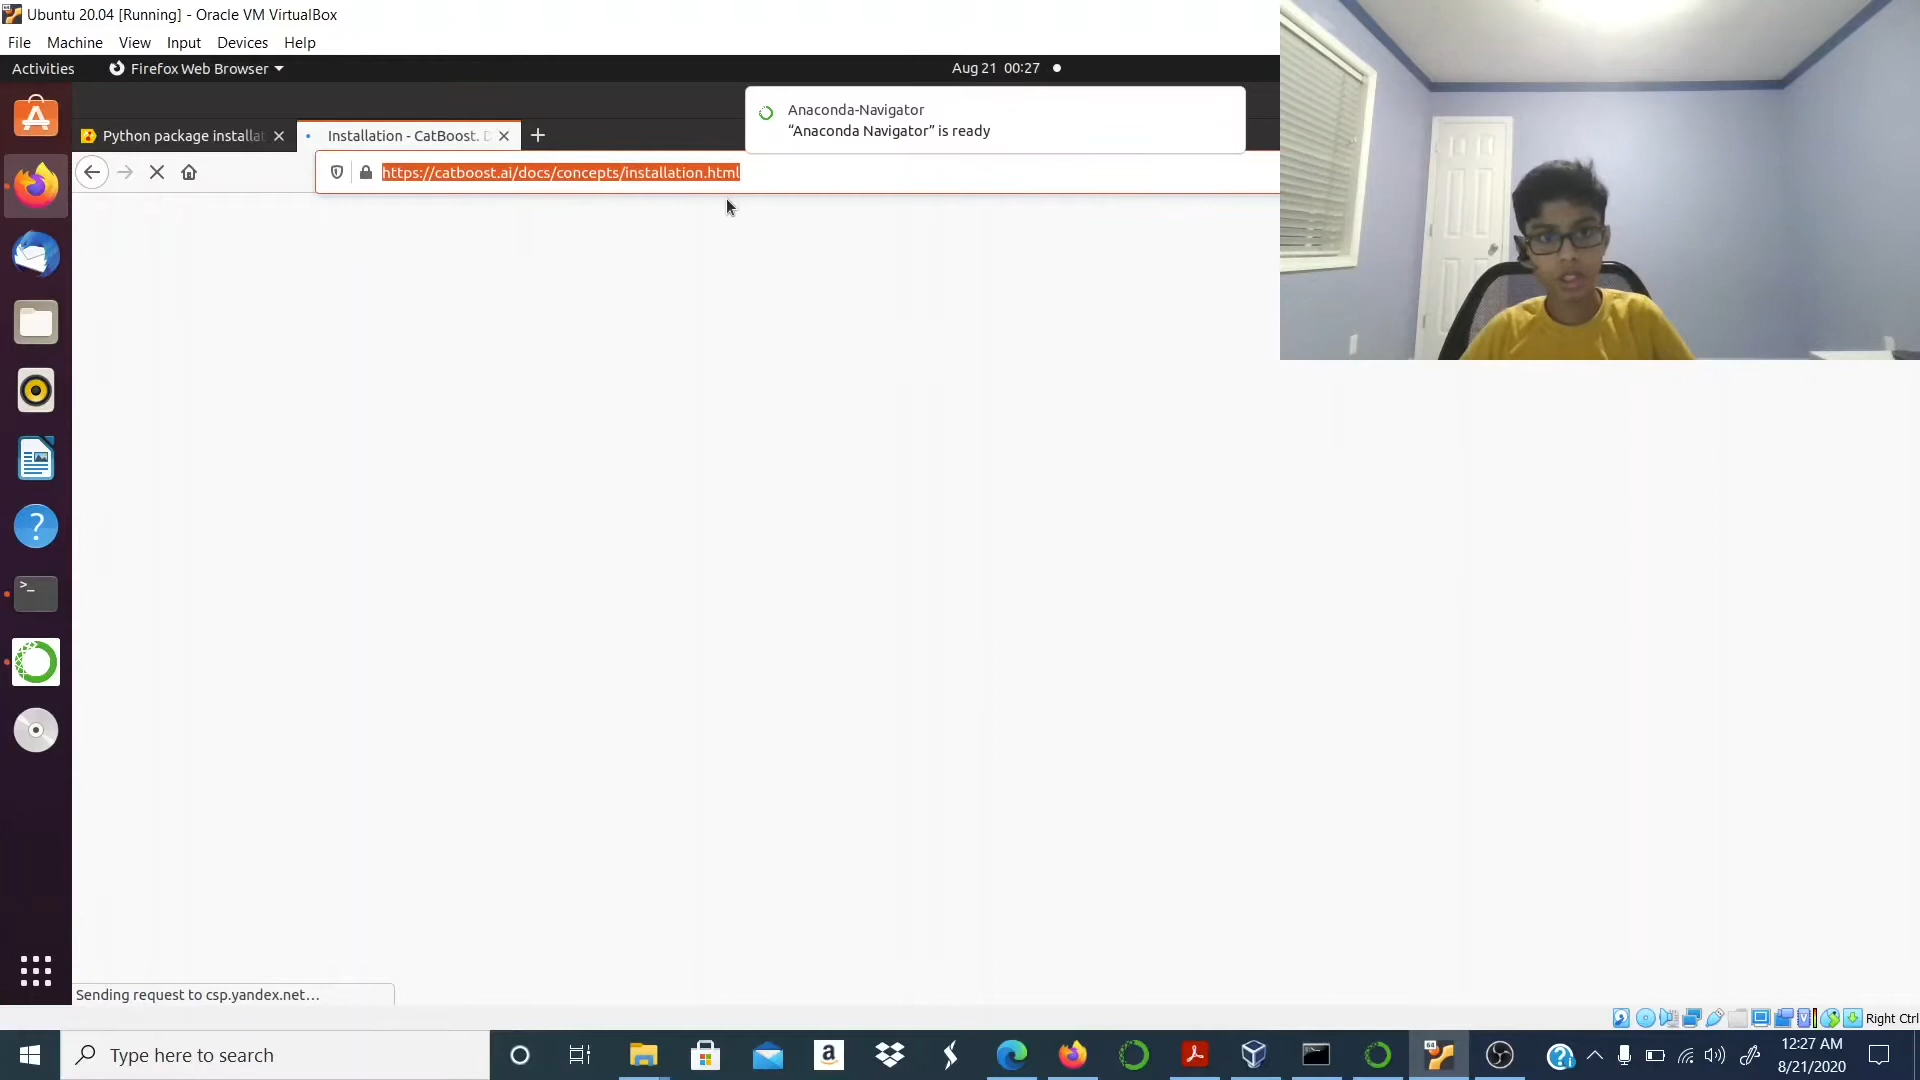 Ubuntu 20.04 [Running] - Oracle VM VirtualBox
File Machine View Input Devices Help
Activities Firefox Web Browser Aug 21 00:27
Anaconda-Navigator
“Anaconda Navigator” is ready
Python package installat Installation - CatBoost. D
https://catboost.ai/docs/concepts/installation.html
Sending request to csp.yandex.net…
Right Ctrl
Type here to search
12:27 AM
8/21/2020